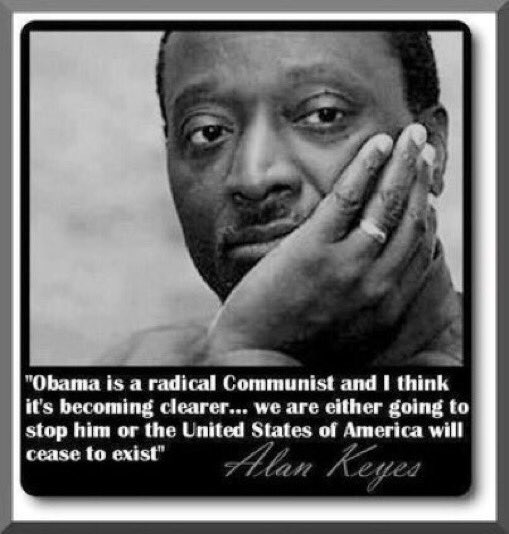 "Obama is a radical Communist and I think
it's becoming clearer... we are either going to
stop him or the United States of America will
cease to exist"
Alan Keyes